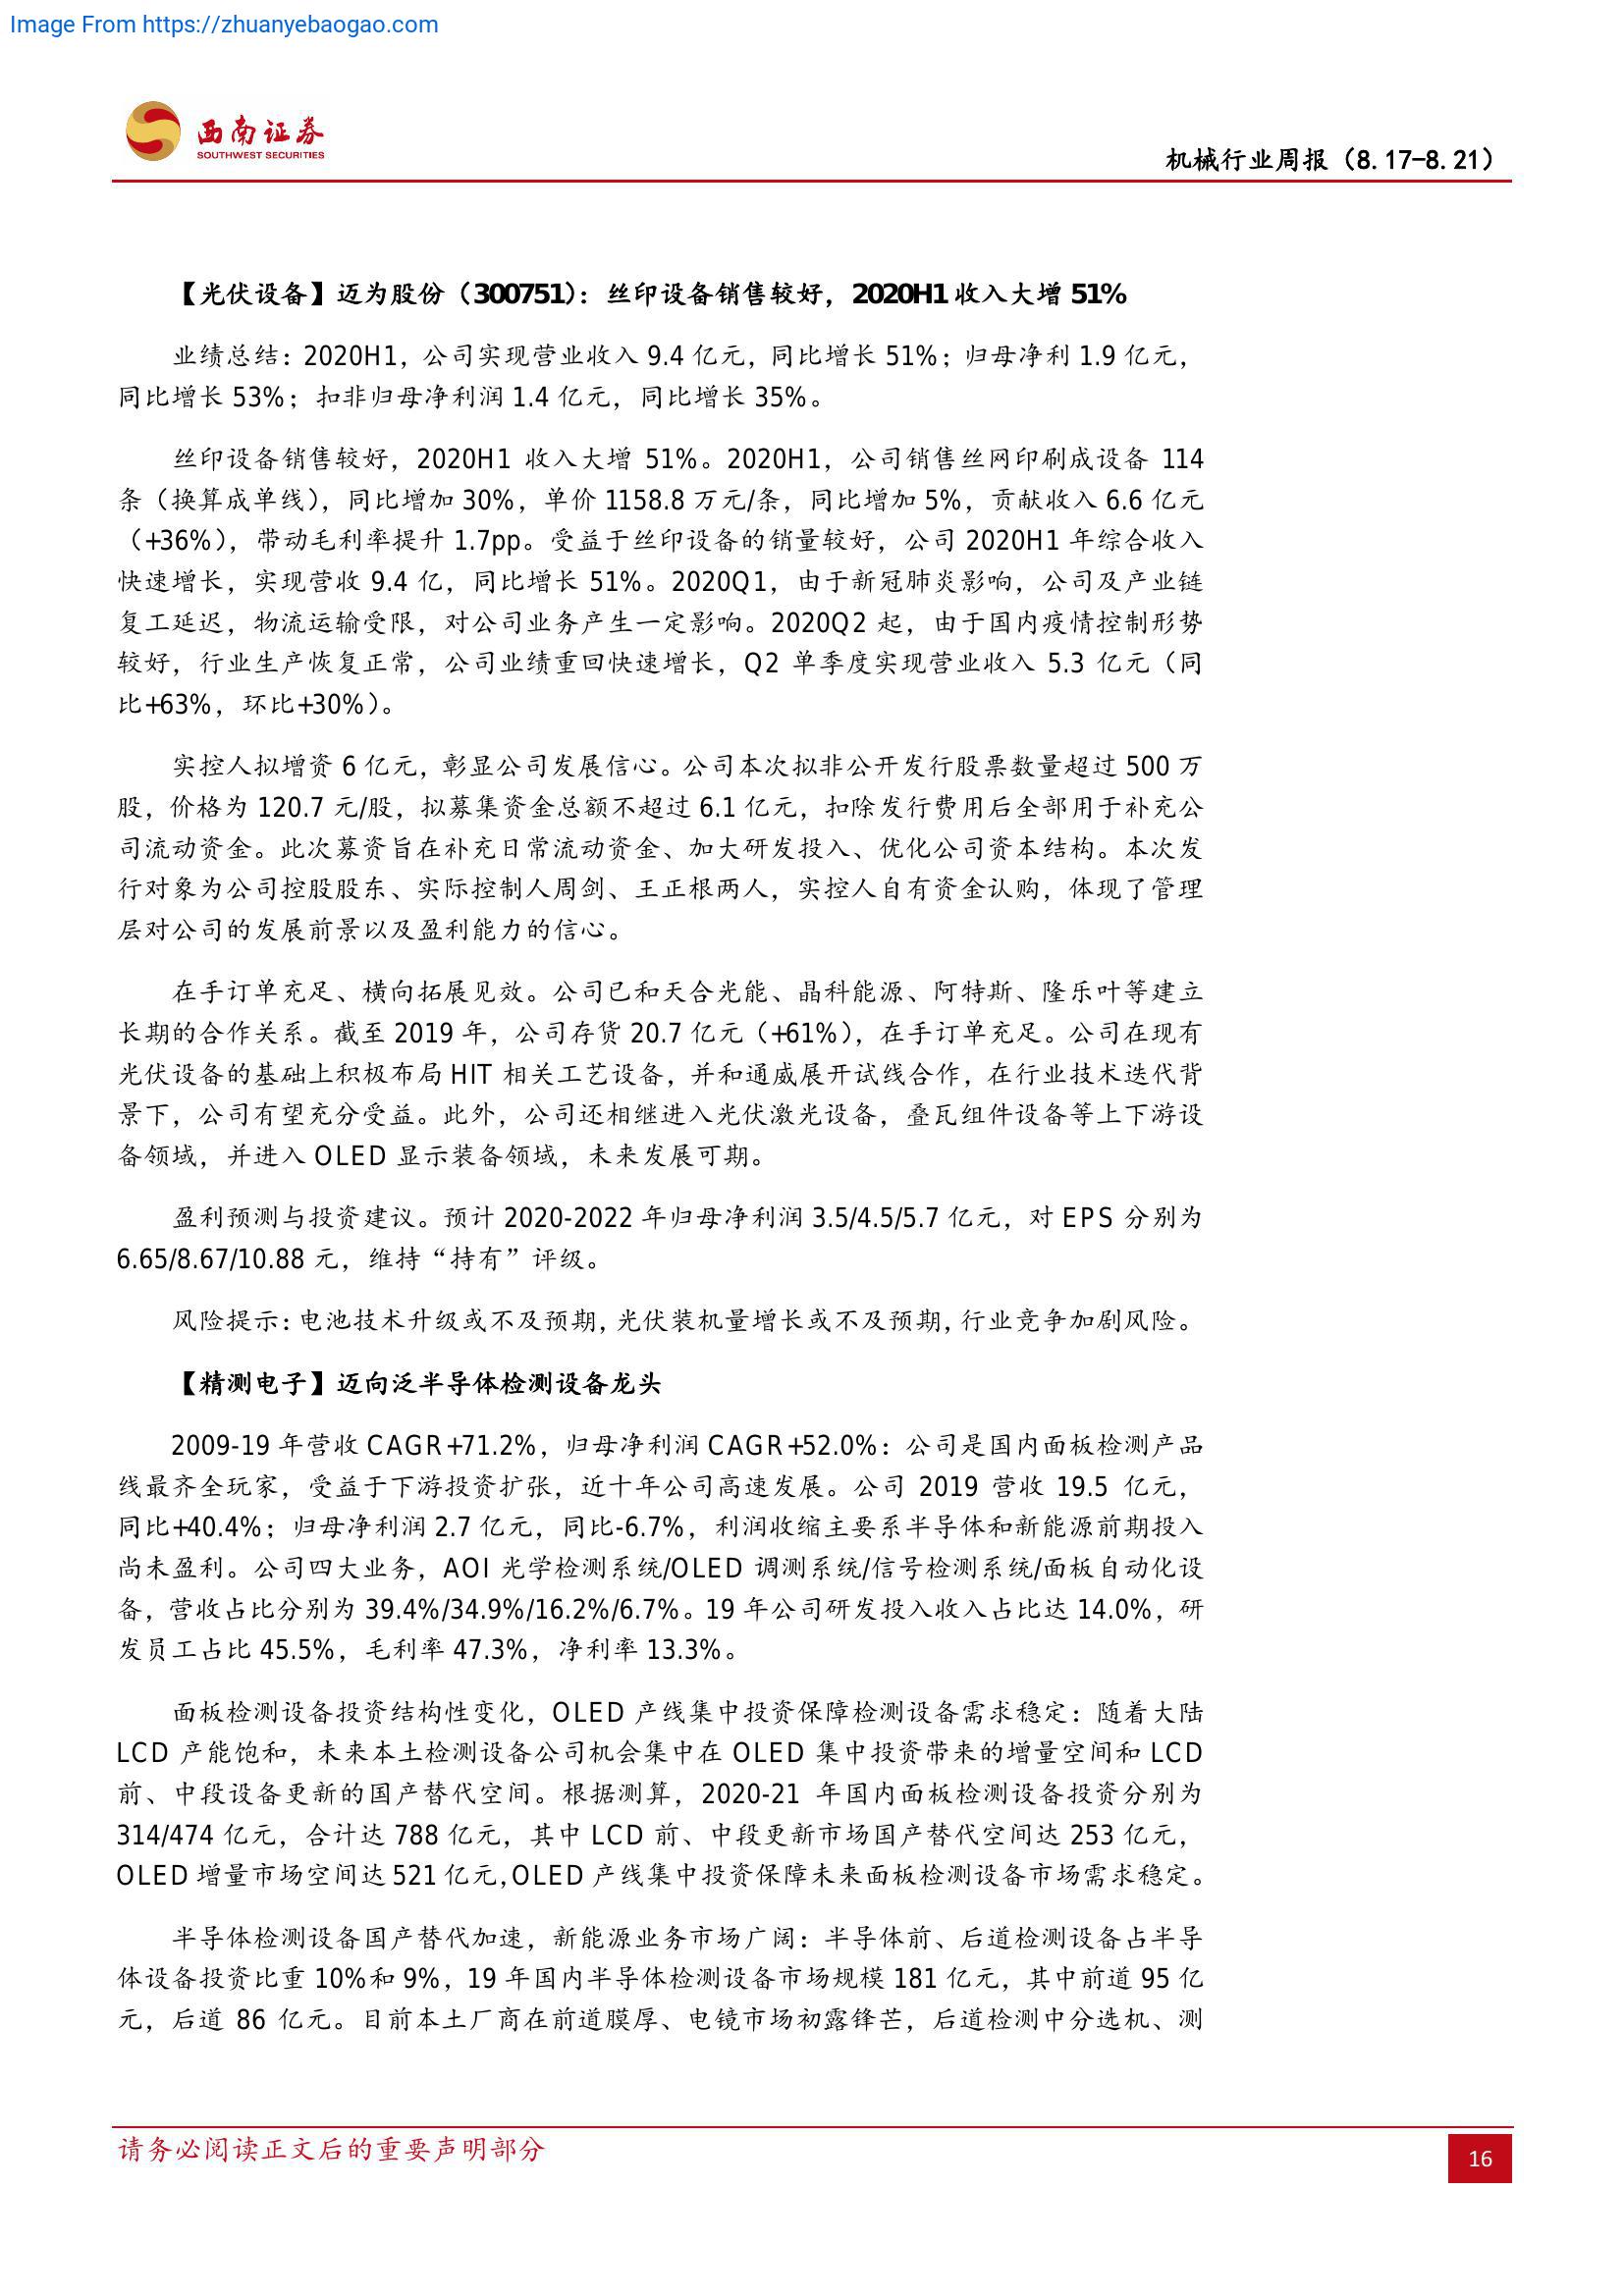 Image From https://zhuanyebaogao.com
西南证券
SOUTHWEST SECURITIES
机械行业周报（8.17-8.21）
【光伏设备】迈为股份（300751）：丝印设备销售较好，2020H1 收入大增 51%
业绩总结：2020H1，公司实现营业收入 9.4 亿元，同比增长 51%；归母净利 1.9 亿元，
同比增长 53%；扣非归母净利润 1.4 亿元，同比增长 35%。
丝印设备销售较好，2020H1 收入大增 51%。2020H1，公司销售丝网印刷成设备 114
条（换算成单线），同比增加 30%，单价 1158.8 万元/条，同比增加 5%，贡献收入 6.6 亿元
（+36%），带动毛利率提升 1.7pp。受益于丝印设备的销量较好，公司 2020H1 年综合收入
快速增长，实现营收 9.4 亿，同比增长 51%。2020Q1，由于新冠肺炎影响，公司及产业链
复工延迟，物流运输受限，对公司业务产生一定影响。2020Q2 起，由于国内疫情控制形势
较好，行业生产恢复正常，公司业绩重回快速增长，Q2 单季度实现营业收入 5.3 亿元（同
比+63%，环比+30%）。
实控人拟增资 6 亿元，彰显公司发展信心。公司本次拟非公开发行股票数量超过 500 万
股，价格为 120.7 元/股，拟募集资金总额不超过 6.1 亿元，扣除发行费用后全部用于补充公
司流动资金。此次募资旨在补充日常流动资金、加大研发投入、优化公司资本结构。本次发
行对象为公司控股股东、实际控制人周剑、王正根两人，实控人自有资金认购，体现了管理
层对公司的发展前景以及盈利能力的信心。
在手订单充足、横向拓展见效。公司已和天合光能、晶科能源、阿特斯、隆乐叶等建立
长期的合作关系。截至 2019 年，公司存货 20.7 亿元（+61%），在手订单充足。公司在现有
光伏设备的基础上积极布局 HIT 相关工艺设备，并和通威展开试线合作，在行业技术迭代背
景下，公司有望充分受益。此外，公司还相继进入光伏激光设备，叠瓦组件设备等上下游设
备领域，并进入 OLED 显示装备领域，未来发展可期。
盈利预测与投资建议。预计 2020-2022 年归母净利润 3.5/4.5/5.7 亿元，对 EPS 分别为
6.65/8.67/10.88 元，维持“持有”评级。
风险提示：电池技术升级或不及预期，光伏装机量增长或不及预期，行业竞争加剧风险。
【精测电子】迈向泛半导体检测设备龙头
2009-19 年营收 CAGR+71.2%，归母净利润 CAGR+52.0%：公司是国内面板检测产品
线最齐全玩家，受益于下游投资扩张，近十年公司高速发展。公司 2019 营收 19.5 亿元，
同比+40.4%；归母净利润 2.7 亿元，同比-6.7%，利润收缩主要系半导体和新能源前期投入
尚未盈利。公司四大业务，AOI 光学检测系统/OLED 调测系统/信号检测系统/面板自动化设
备，营收占比分别为 39.4%/34.9%/16.2%/6.7%。19 年公司研发投入收入占比达 14.0%，研
发员工占比 45.5%，毛利率 47.3%，净利率 13.3%。
面板检测设备投资结构性变化，OLED 产线集中投资保障检测设备需求稳定：随着大陆
LCD 产能饱和，未来本土检测设备公司机会集中在 OLED 集中投资带来的增量空间和 LCD
前、中段设备更新的国产替代空间。根据测算，2020-21 年国内面板检测设备投资分别为
314/474 亿元，合计达 788 亿元，其中 LCD 前、中段更新市场国产替代空间达 253 亿元，
OLED 增量市场空间达 521 亿元，OLED 产线集中投资保障未来面板检测设备市场需求稳定。
半导体检测设备国产替代加速，新能源业务市场广阔：半导体前、后道检测设备占半导
体设备投资比重 10%和 9%，19 年国内半导体检测设备市场规模 181 亿元，其中前道 95 亿
元，后道 86 亿元。目前本土厂商在前道膜厚、电镜市场初露锋芒，后道检测中分选机、测
请务必阅读正文后的重要声明部分
16